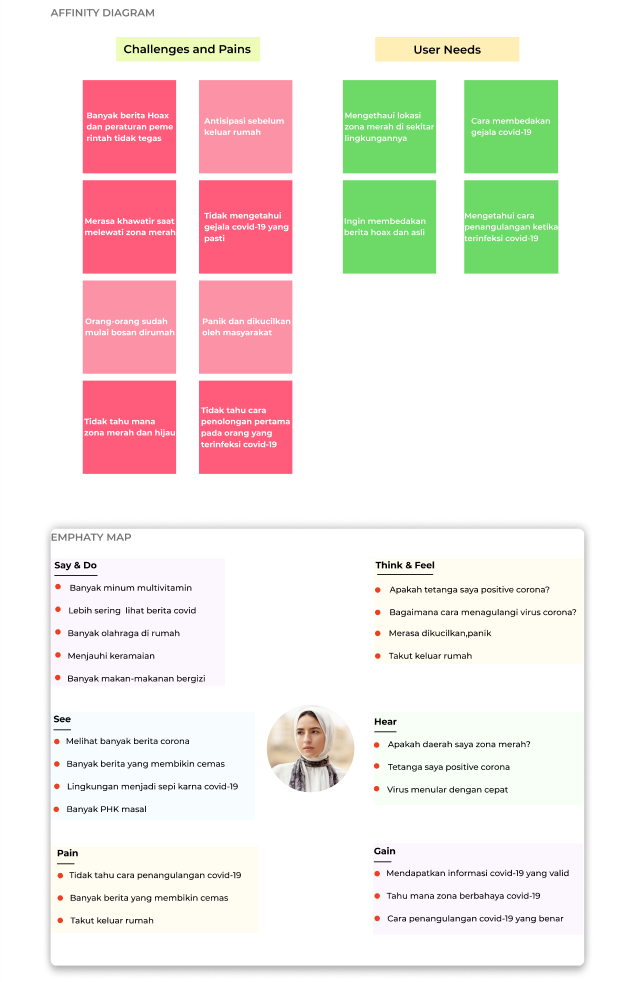 AFFINITY DIAGRAM
Challenges and Pains
Banyak berita Hoax
dan peraturan peme
rintah tidak tegas
Antisipasi sebelum
keluar rumah
Merasa khawatir saat
melewati zona merah
Tidak mengetahui
gejala covid-19 yang
pasti
Orang-orang sudah
mulai bosan dirumah
Panik dan dikucilkan
oleh masyarakat
Tidak tahu mana
zona merah dan hijau
Tidak tahu cara
penolongan pertama
pada orang yang
terinfeksi covid-19
User Needs
Mengethaui lokasi
zona merah di sekitar
lingkungannya
Cara membedakan
gejala covid-19
Ingin membedakan
berita hoax dan asli
Mengetahui cara
penangulangan ketika
terinfeksi covid-19
EMPHATY MAP
Say & Do
Banyak minum multivitamin
Lebih sering lihat berita covid
Banyak olahraga di rumah
Menjauhi keramaian
Banyak makan-makanan bergizi
Think & Feel
Apakah tetanga saya positive corona?
Bagaimana cara menagulangi virus corona?
Merasa dikucilkan,panik
Takut keluar rumah
See
Melihat banyak berita corona
Banyak berita yang membikin cemas
Lingkungan menjadi sepi karna covid-19
Banyak PHK masal
Hear
Apakah daerah saya zona merah?
Tetanga saya positive corona
Virus menular dengan cepat
Pain
Tidak tahu cara penangulangan covid-19
Banyak berita yang membikin cemas
Takut keluar rumah
Gain
Mendapatkan informasi covid-19 yang valid
Tahu mana zona berbahaya covid-19
Cara penangulangan covid-19 yang benar